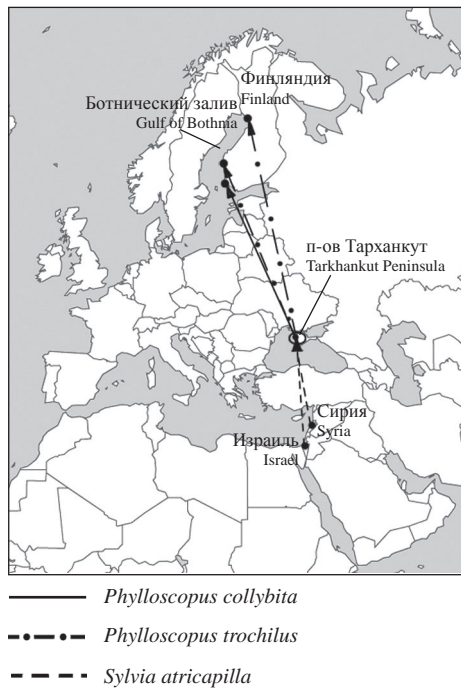 Финляндия
Finland
Ботнический залив
Gulf of Bothnia
п-ов Тарханкут
Tarkhankut Peninsula
Сирия
Syria
Израиль
Israel
Phylloscopus collybita
Phylloscopus trochilus
Sylvia atricapilla